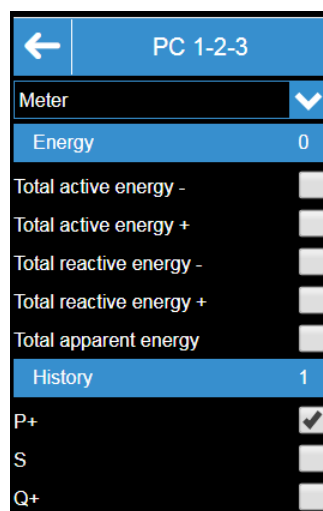 PC 1-2-3
Meter
Energy 0
Total active energy -
Total active energy +
Total reactive energy -
Total reactive energy +
Total apparent energy
History 1
P+
S
Q+